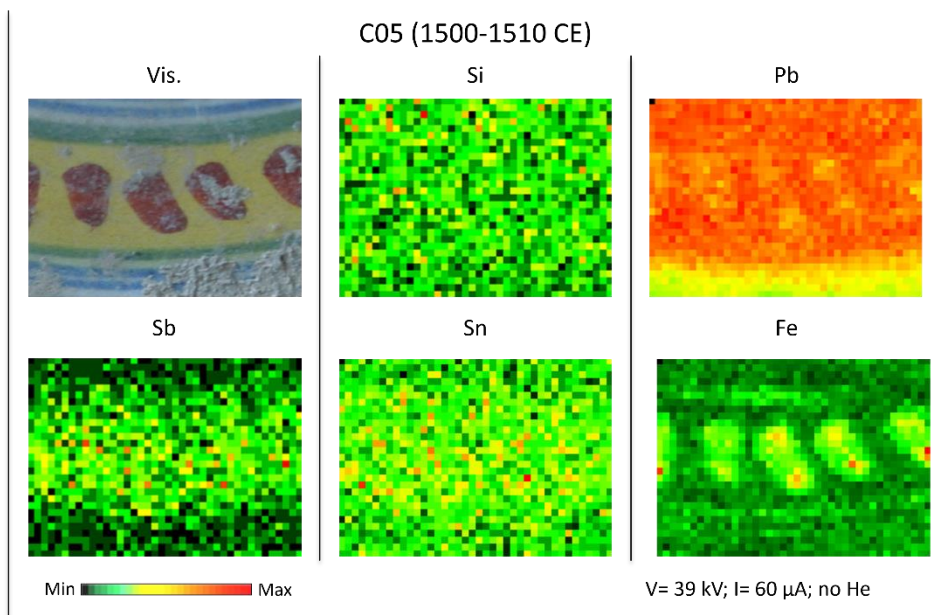 C05 (1500-1510 CE)
Vis.
Si
Pb
Sb
Sn
Fe
Min
Max
V= 39 kV; I= 60 µA; no He